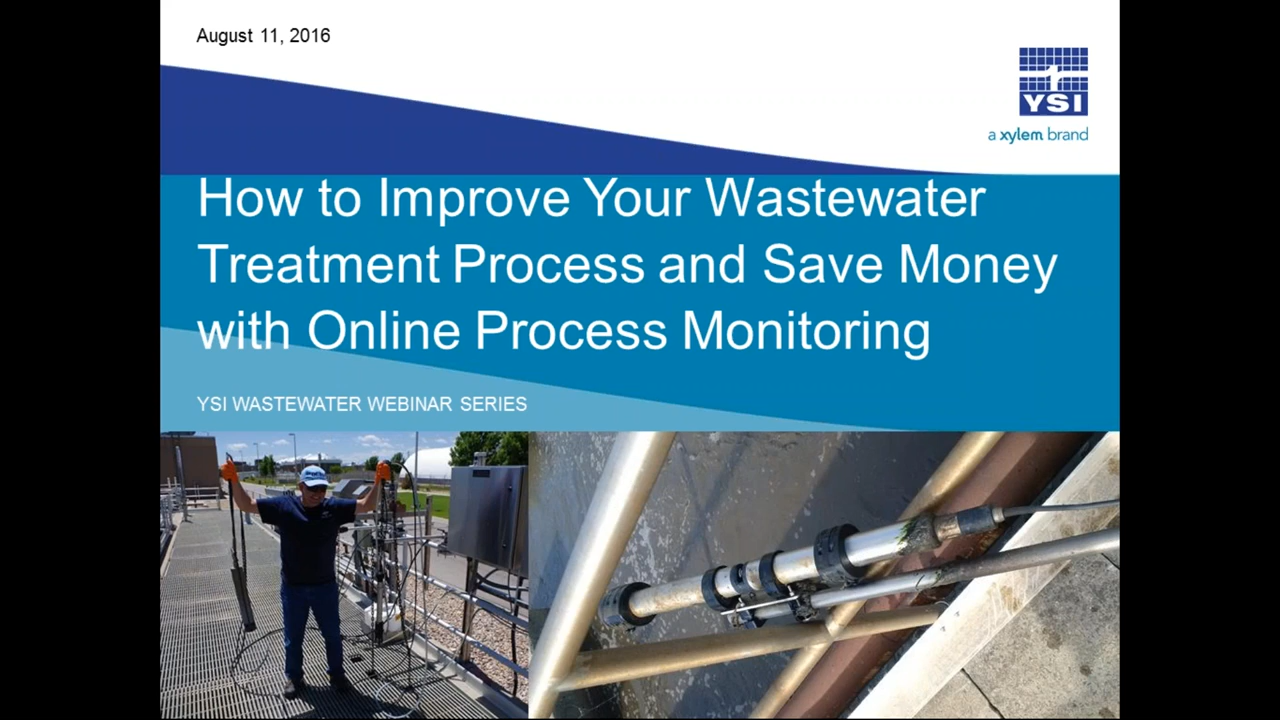 August 11, 2016
YSI
a xylem brand
How to Improve Your Wastewater
Treatment Process and Save Money
with Online Process Monitoring
YSI WASTEWATER WEBINAR SERIES